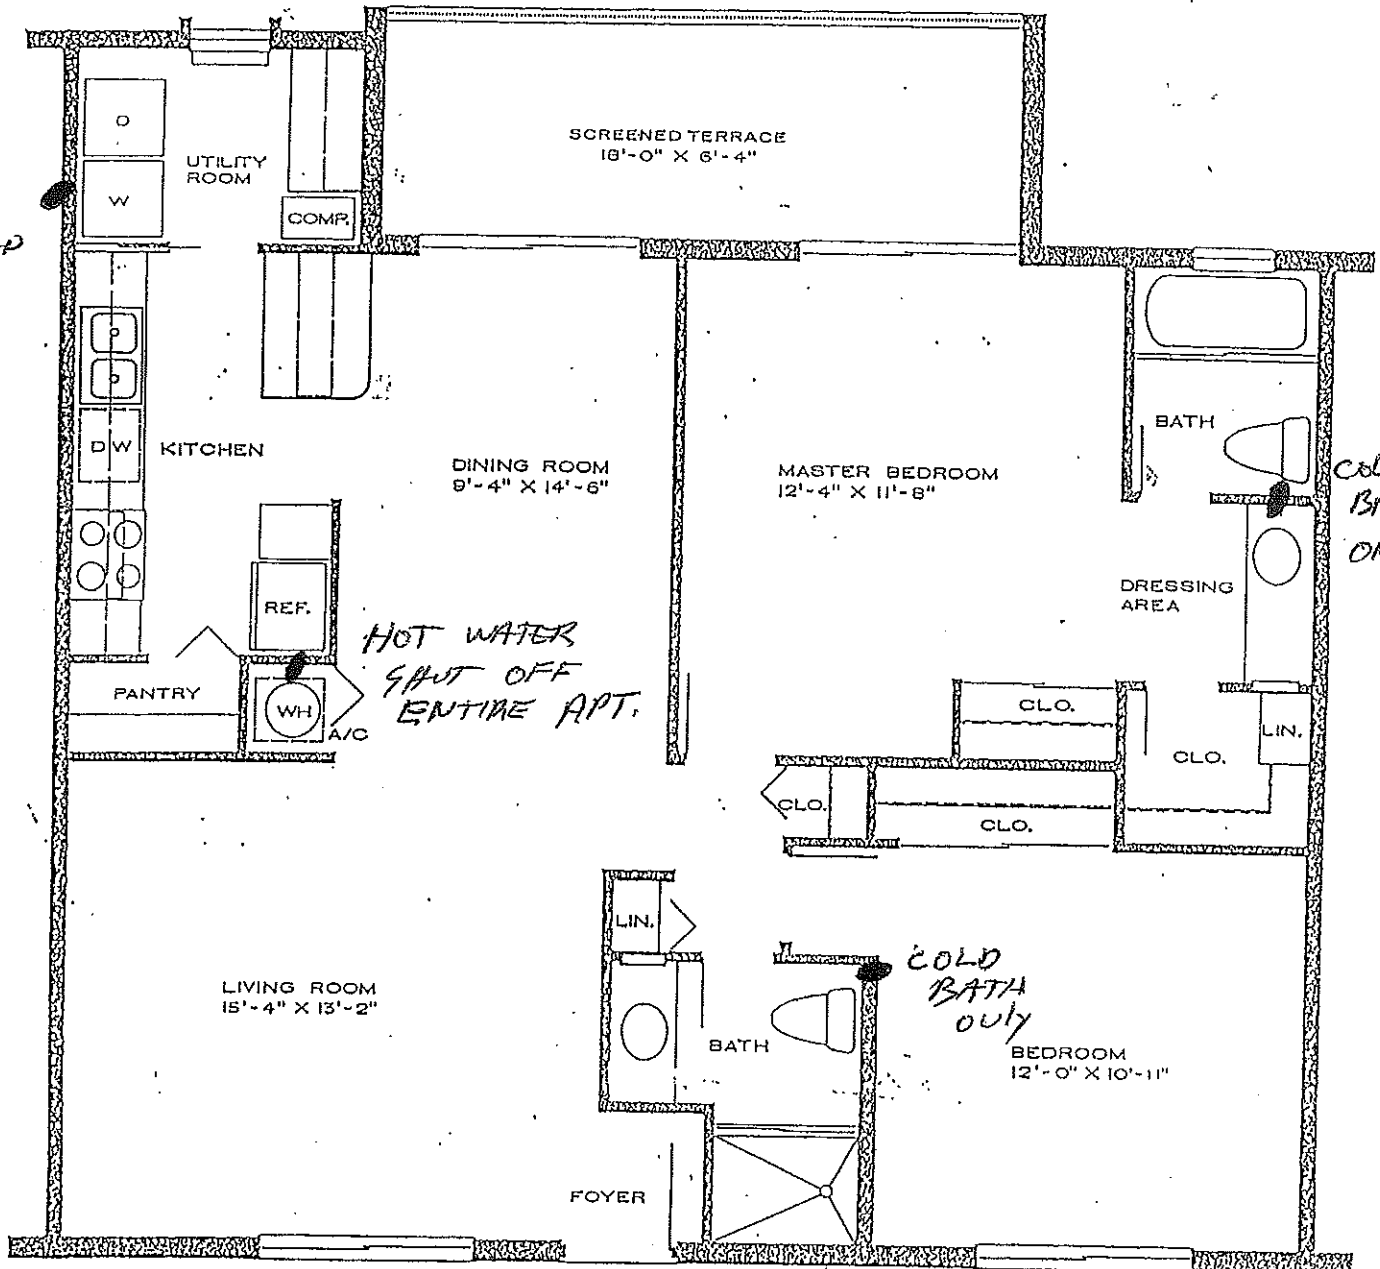 SCREENED TERRACE
18'-0" X 6'-4"
D
UTILITY
ROOM
W
COMP.
BATH
D W
KITCHEN
DINING ROOM
9'-4" X 14'-6"
MASTER BEDROOM
12'-4" X 11'-8"
DRESSING
AREA
REF.
HOT WATER
SHUT OFF
ENTIRE APT.
PANTRY
WH
A/C
CLO.
LIN.
CLO.
CLO.
CLO.
LIN.
COLD
BATH
ONLY
LIVING ROOM
15'-4" X 13'-2"
BATH
BEDROOM
12'-0" X 10'-11"
FOYER